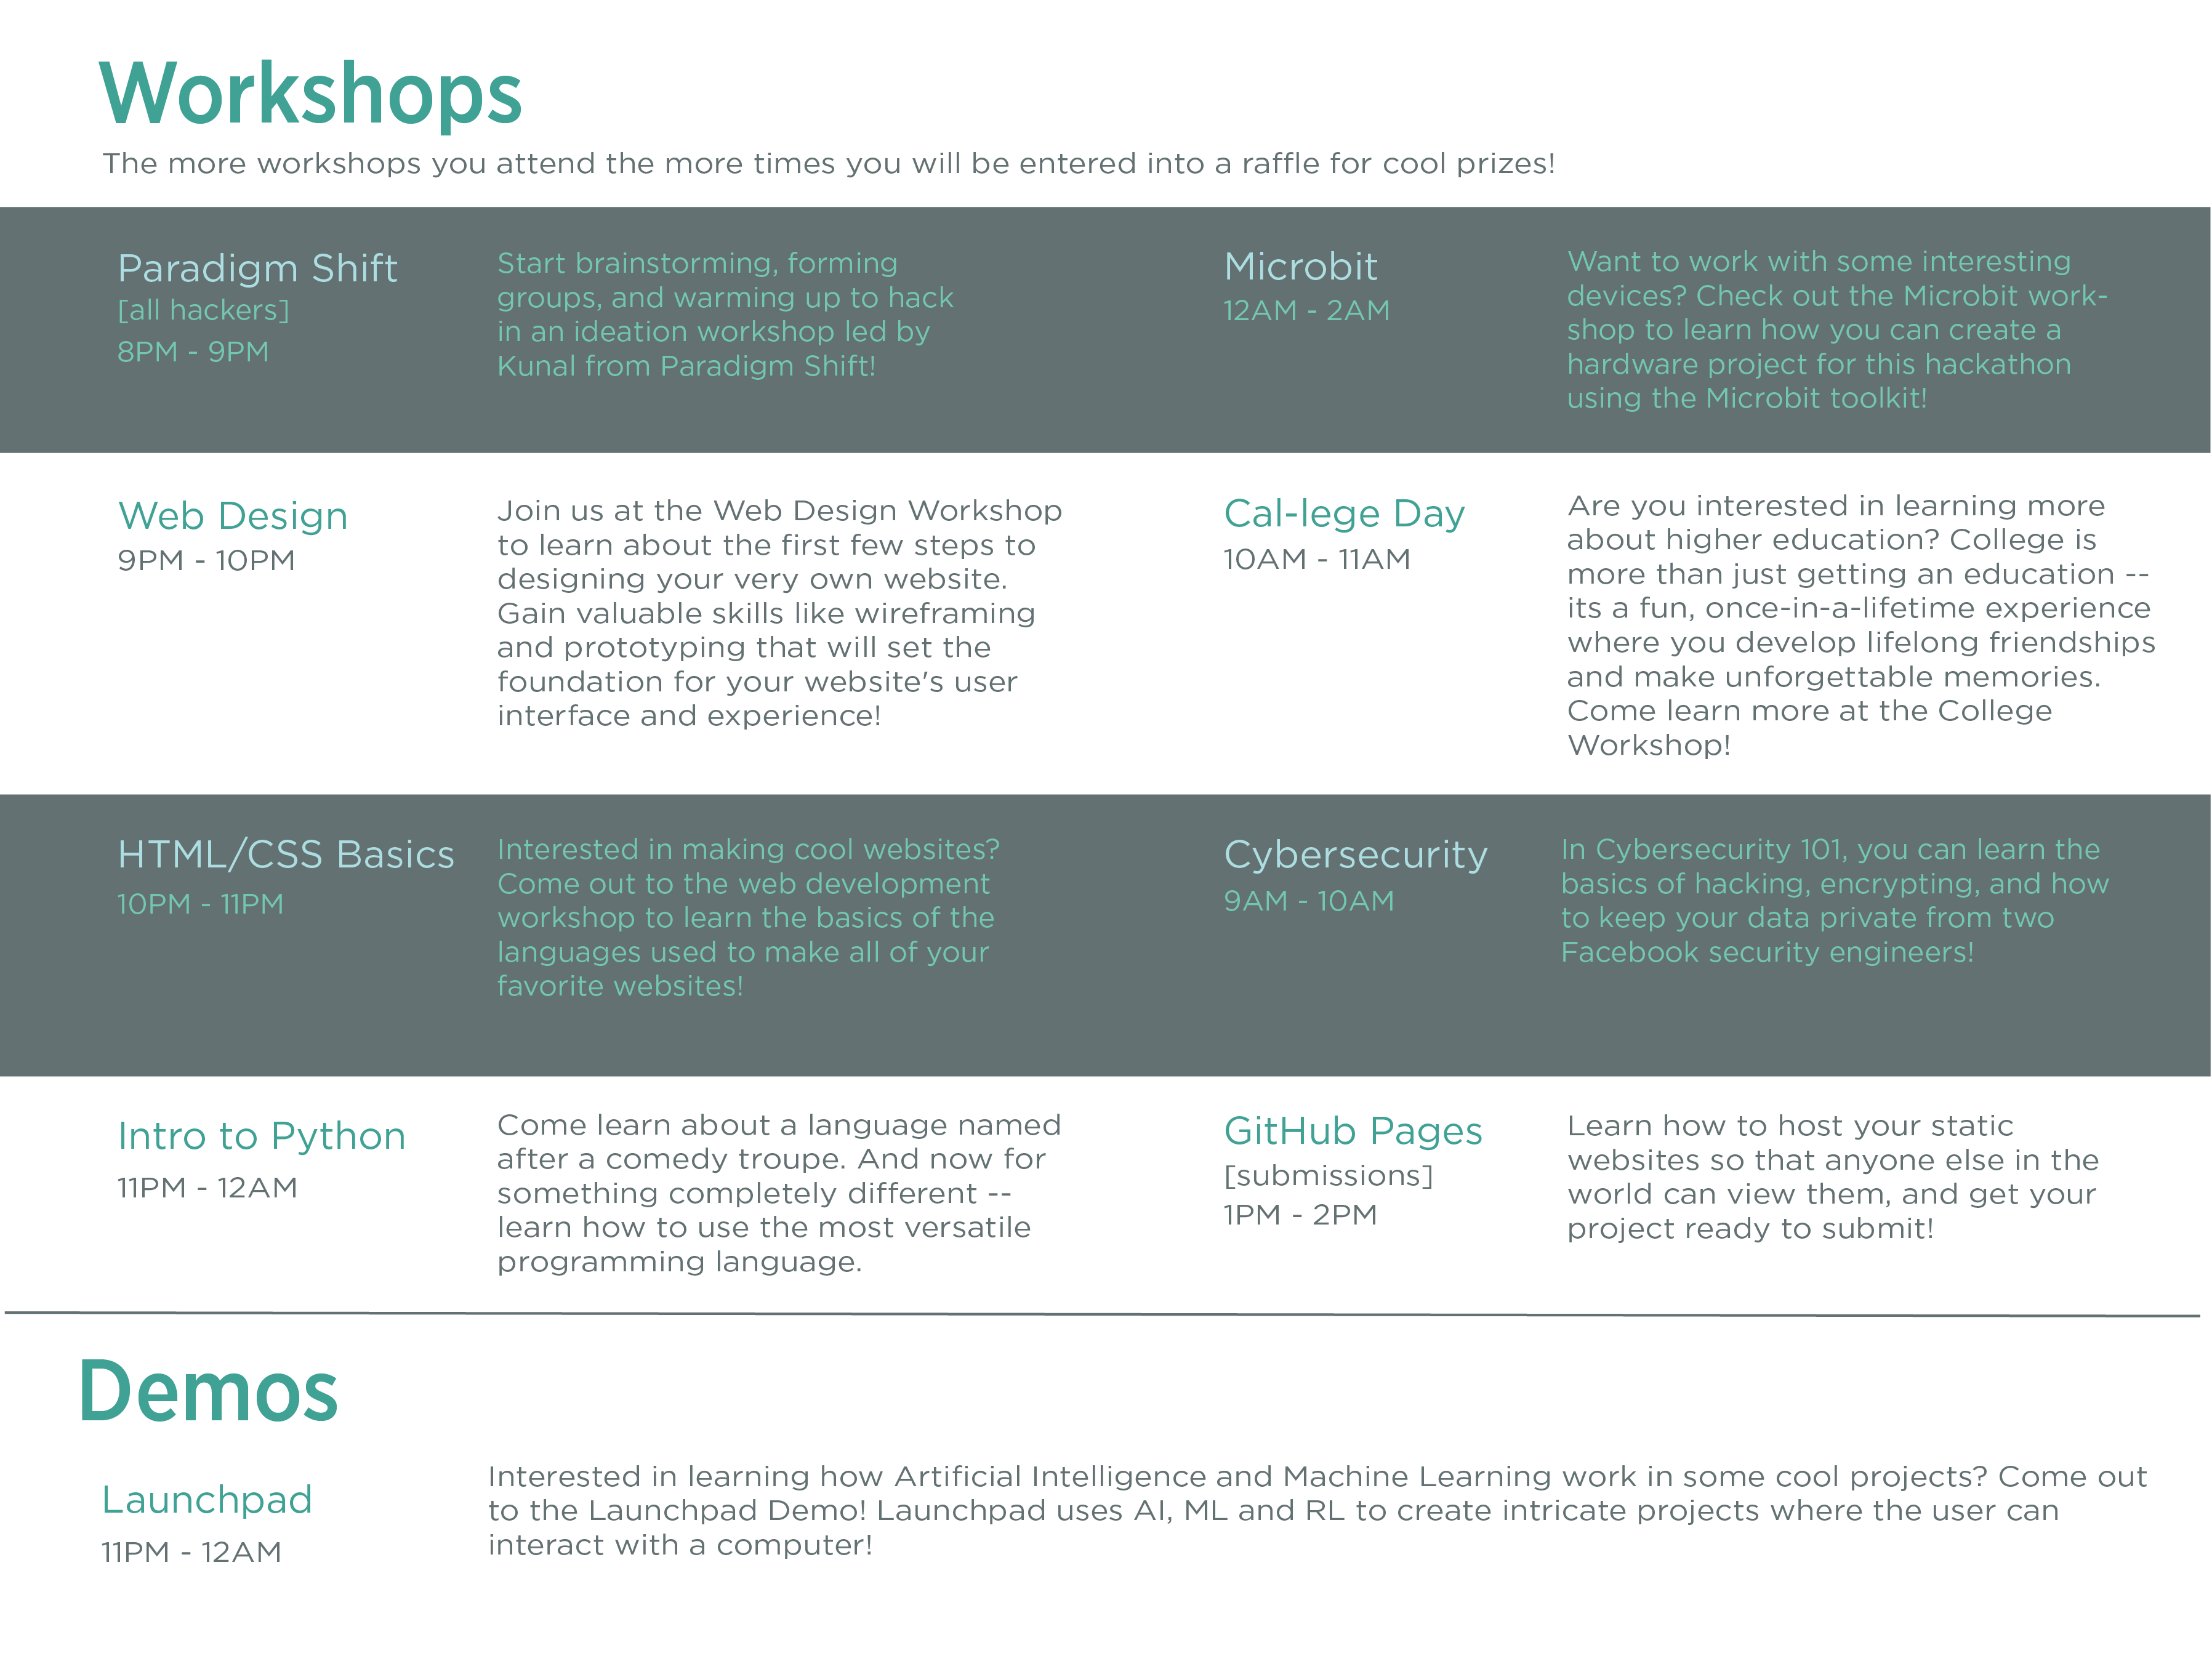 Workshops
The more workshops you attend the more times you will be entered into a raffle for cool prizes!
Paradigm Shift
[all hackers]
8PM - 9PM
Start brainstorming, forming
groups, and warming up to hack
in an ideation workshop led by
Kunal from Paradigm Shift!
Microbit
12AM - 2AM
Want to work with some interesting
devices? Check out the Microbit work-
shop to learn how you can create a
hardware project for this hackathon
using the Microbit toolkit!
Web Design
9PM - 10PM
Join us at the Web Design Workshop
to learn about the first few steps to
designing your very own website.
Gain valuable skills like wireframing
and prototyping that will set the
foundation for your website's user
interface and experience!
Cal-lege Day
10AM - 11AM
Are you interested in learning more
about higher education? College is
more than just getting an education --
its a fun, once-in-a-lifetime experience
where you develop lifelong friendships
and make unforgettable memories.
Come learn more at the College
Workshop!
HTML/CSS Basics
10PM - 11PM
Interested in making cool websites?
Come out to the web development
workshop to learn the basics of the
languages used to make all of your
favorite websites!
Cybersecurity
9AM - 10AM
In Cybersecurity 101, you can learn the
basics of hacking, encrypting, and how
to keep your data private from two
Facebook security engineers!
Intro to Python
11PM - 12AM
Come learn about a language named
after a comedy troupe. And now for
something completely different --
learn how to use the most versatile
programming language.
GitHub Pages
[submissions]
1PM - 2PM
Learn how to host your static
websites so that anyone else in the
world can view them, and get your
project ready to submit!
Demos
Launchpad
11PM - 12AM
Interested in learning how Artificial Intelligence and Machine Learning work in some cool projects? Come out
to the Launchpad Demo! Launchpad uses AI, ML and RL to create intricate projects where the user can
interact with a computer!